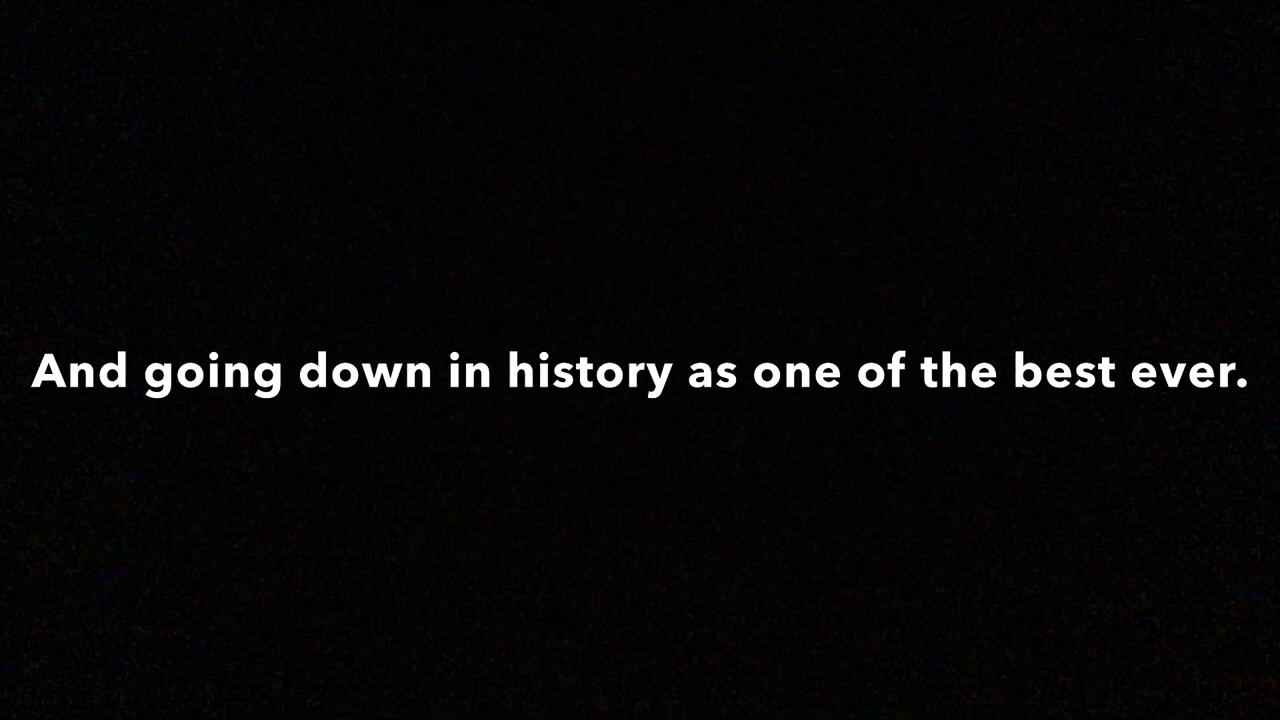 And going down in history as one of the best ever.